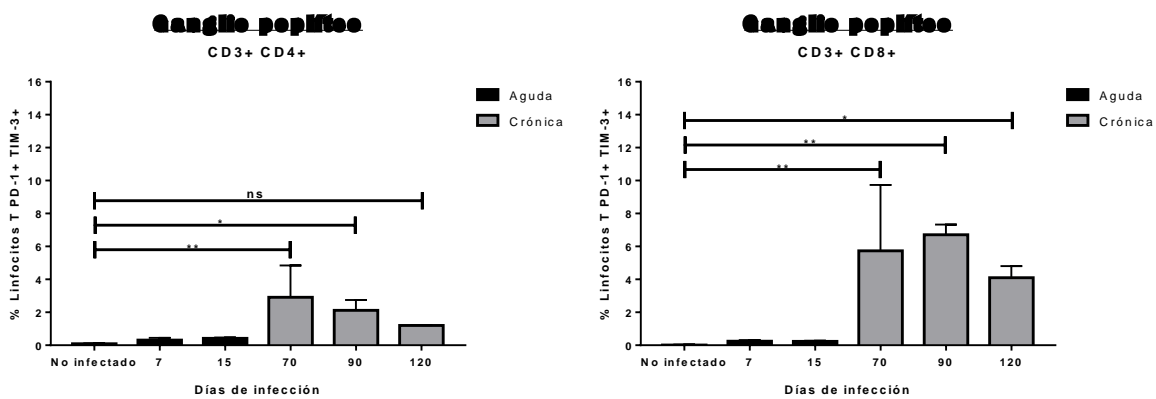 Ganglio poplíteo
CD3+ CD4+
% Linfocitos T PD-1+ TIM-3+
16
14
12
10
8
6
4
2
0
ns
*
**
Aguda
Crónica
No infectado 7 15 70 90 120
Días de infección
Ganglio poplíteo
CD3+ CD8+
% Linfocitos T PD-1+ TIM-3+
16
14
12
10
8
6
4
2
0
*
**
**
Aguda
Crónica
No infectado 7 15 70 90 120
Días de infección